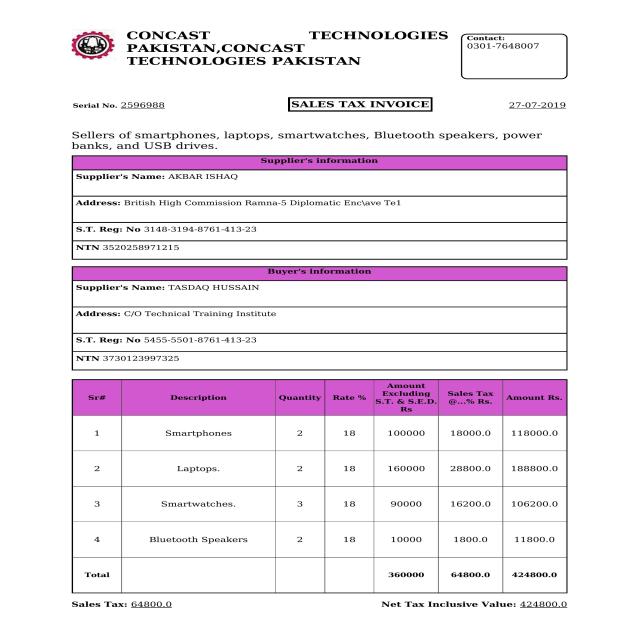 CONCAST TECHNOLOGIES
PAKISTAN,CONCAST
TECHNOLOGIES PAKISTAN
Contact:
0301-7648007
Serial No. 2596988
SALES TAX INVOICE
27-07-2019
Sellers of smartphones, laptops, smartwatches, Bluetooth speakers, power
banks, and USB drives.
Supplier's information
Supplier's Name: AKBAR ISHAQ
Address: British High Commission Ramna-5 Diplomatic Enc\ave Te1
S.T. Reg: No 3148-3194-8761-413-23
NTN 3520258971215
Buyer's information
Supplier's Name: TASDAQ HUSSAIN
Address: C/O Technical Training Institute
S.T. Reg: No 5455-5501-8761-413-23
NTN 3730123997325
Sr# Description Quantity Rate % Amount Excluding S.T. & S.E.D. Rs Sales Tax @...% Rs. Amount Rs.
1 Smartphones 2 18 100000 18000.0 118000.0
2 Laptops. 2 18 160000 28800.0 188800.0
3 Smartwatches. 3 18 90000 16200.0 106200.0
4 Bluetooth Speakers 2 18 10000 1800.0 11800.0
Total 360000 64800.0 424800.0
Sales Tax: 64800.0 Net Tax Inclusive Value: 424800.0